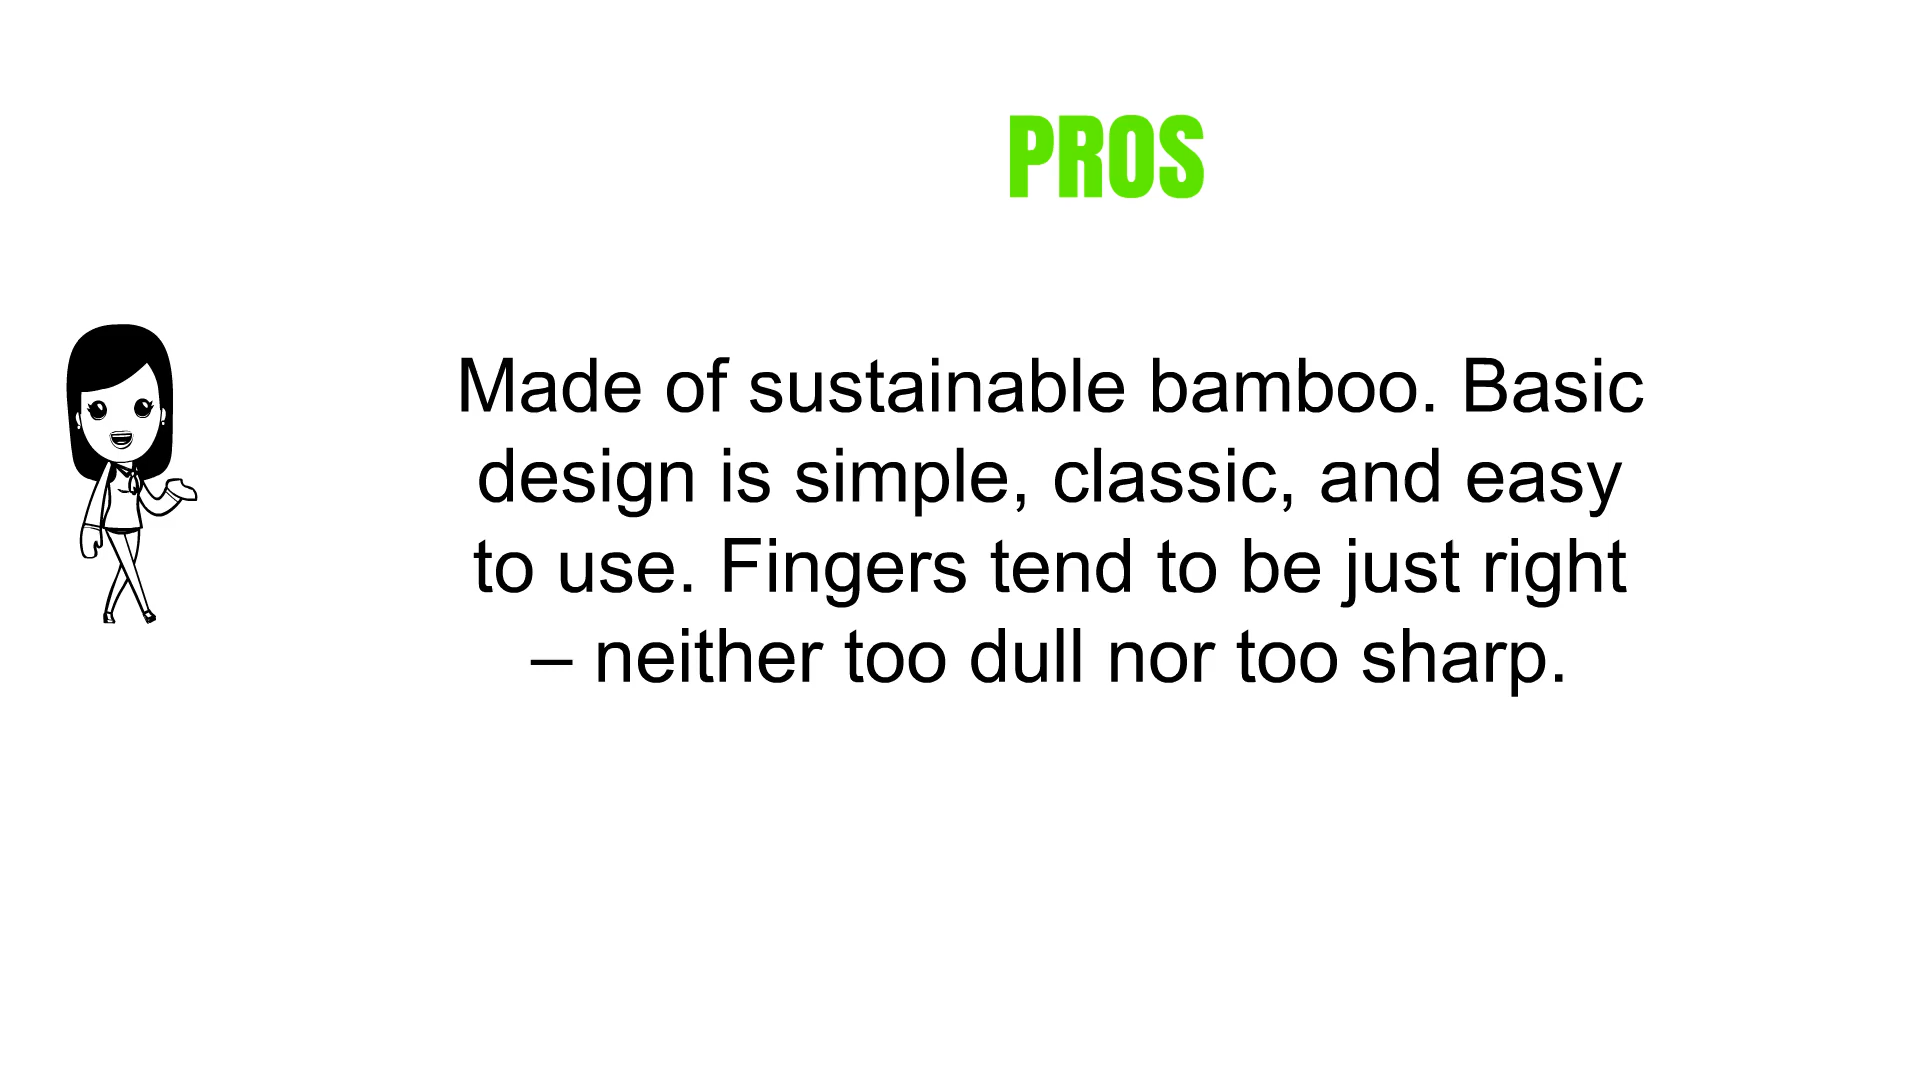 PROS
Made of sustainable bamboo. Basic
design is simple, classic, and easy
to use. Fingers tend to be just right
– neither too dull nor too sharp.